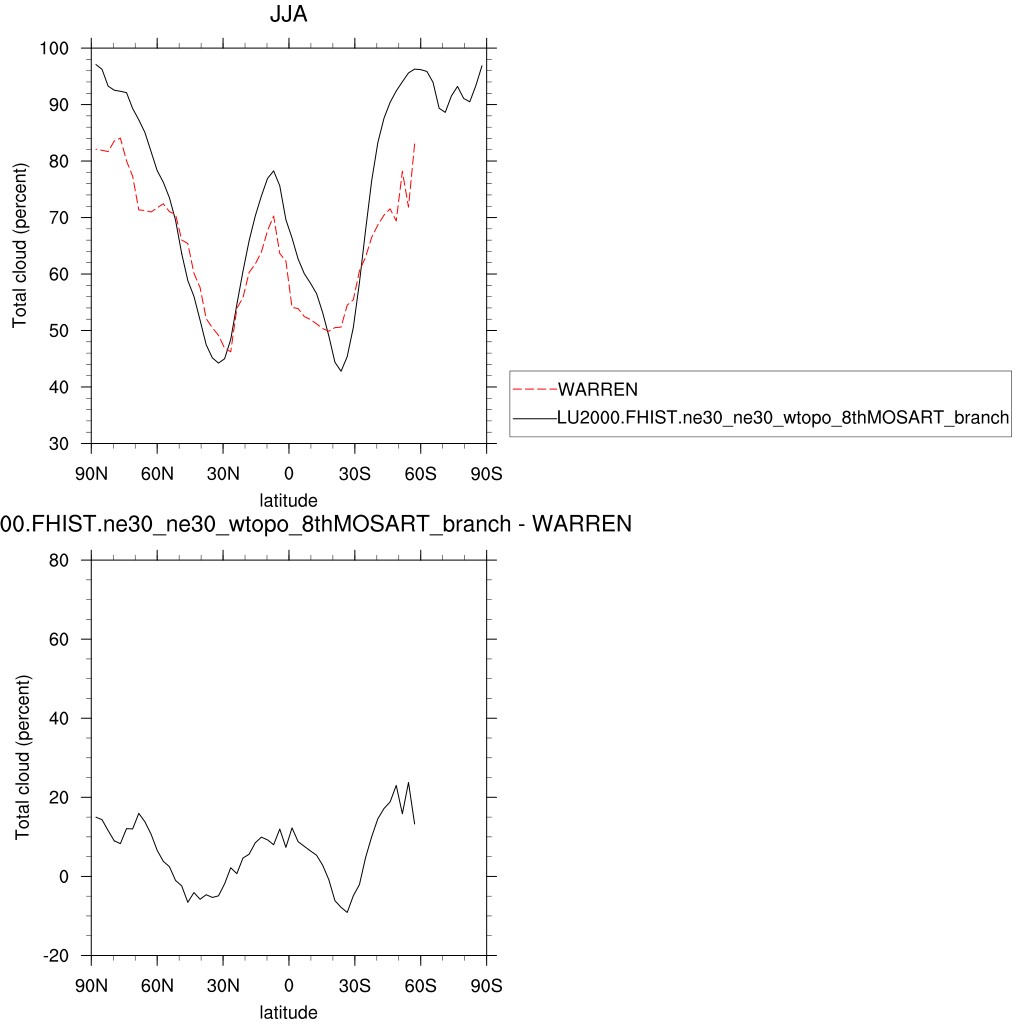 JJA
100
90
80
70
60
50
40
30
Total cloud (percent)
90N 60N 30N 0 30S 60S 90S
latitude
WARREN
LU2000.FHIST.ne30_ne30_wtopo_8thMOSART_branch
00.FHIST.ne30_ne30_wtopo_8thMOSART_branch - WARREN
80
60
40
20
0
-20
Total cloud (percent)
90N 60N 30N 0 30S 60S 90S
latitude